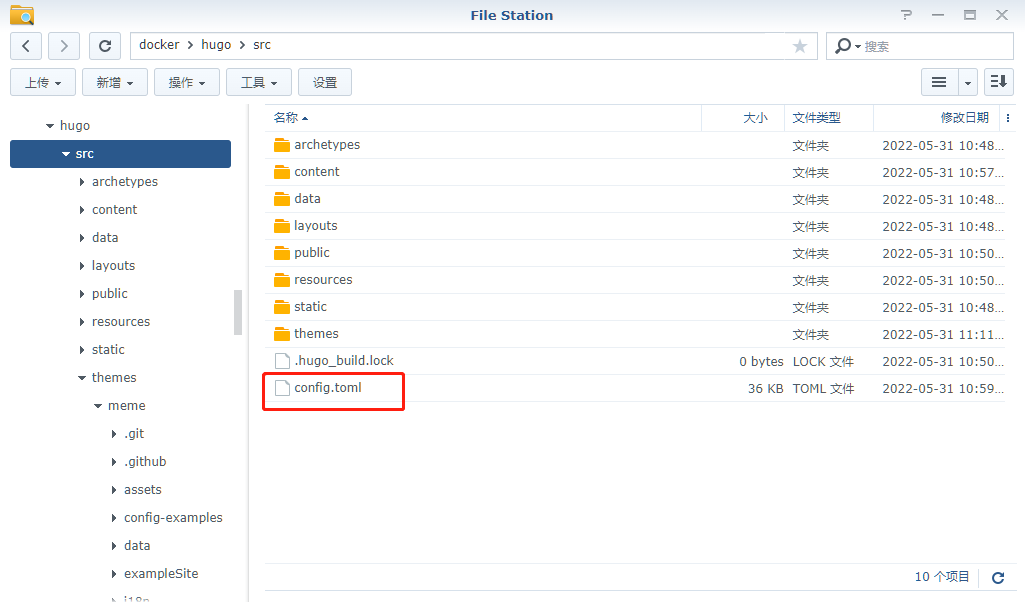 File Station
docker hugo src
搜索
上传 新增 操作 工具 设置
hugo
src
archetypes
content
data
layouts
public
resources
static
themes
meme
.git
.github
assets
config-examples
data
exampleSite
i18n
名称 大小 文件类型 修改日期
archetypes 文件夹 2022-05-31 10:48...
content 文件夹 2022-05-31 10:57...
data 文件夹 2022-05-31 10:48...
layouts 文件夹 2022-05-31 10:48...
public 文件夹 2022-05-31 10:50...
resources 文件夹 2022-05-31 10:50...
static 文件夹 2022-05-31 10:48...
themes 文件夹 2022-05-31 11:11...
.hugo_build.lock 0 bytes LOCK 文件 2022-05-31 10:50...
config.toml 36 KB TOML 文件 2022-05-31 10:59...
10 个项目